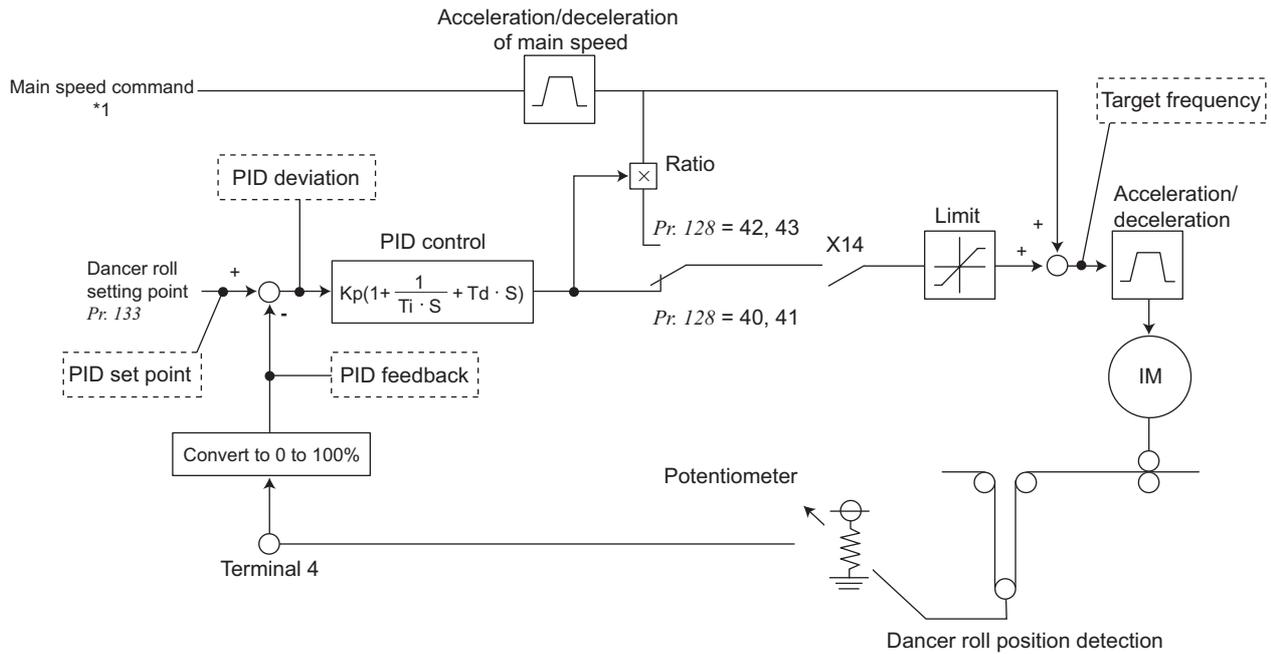 Acceleration/deceleration
of main speed
Main speed command
*1
Target frequency
PID deviation
×
Ratio
Acceleration/
deceleration
Pr. 128 = 42, 43
Limit
X14
+
+
PID control
Dancer roll
setting point
Pr. 133
+
-
Kp(1+ 1 + Td · S)
Ti · S
Pr. 128 = 40, 41
PID set point
PID feedback
IM
Convert to 0 to 100%
Potentiometer
Terminal 4
Dancer roll position detection